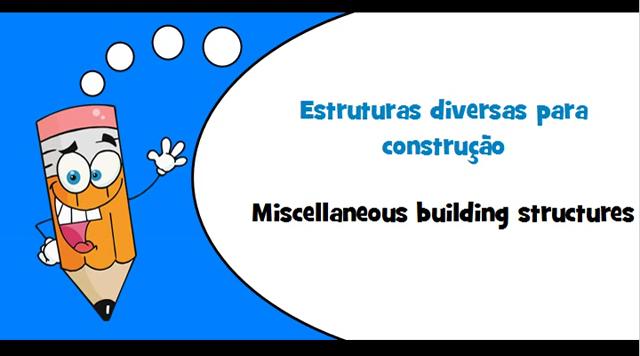 Estruturas diversas para
construção
Miscellaneous building structures